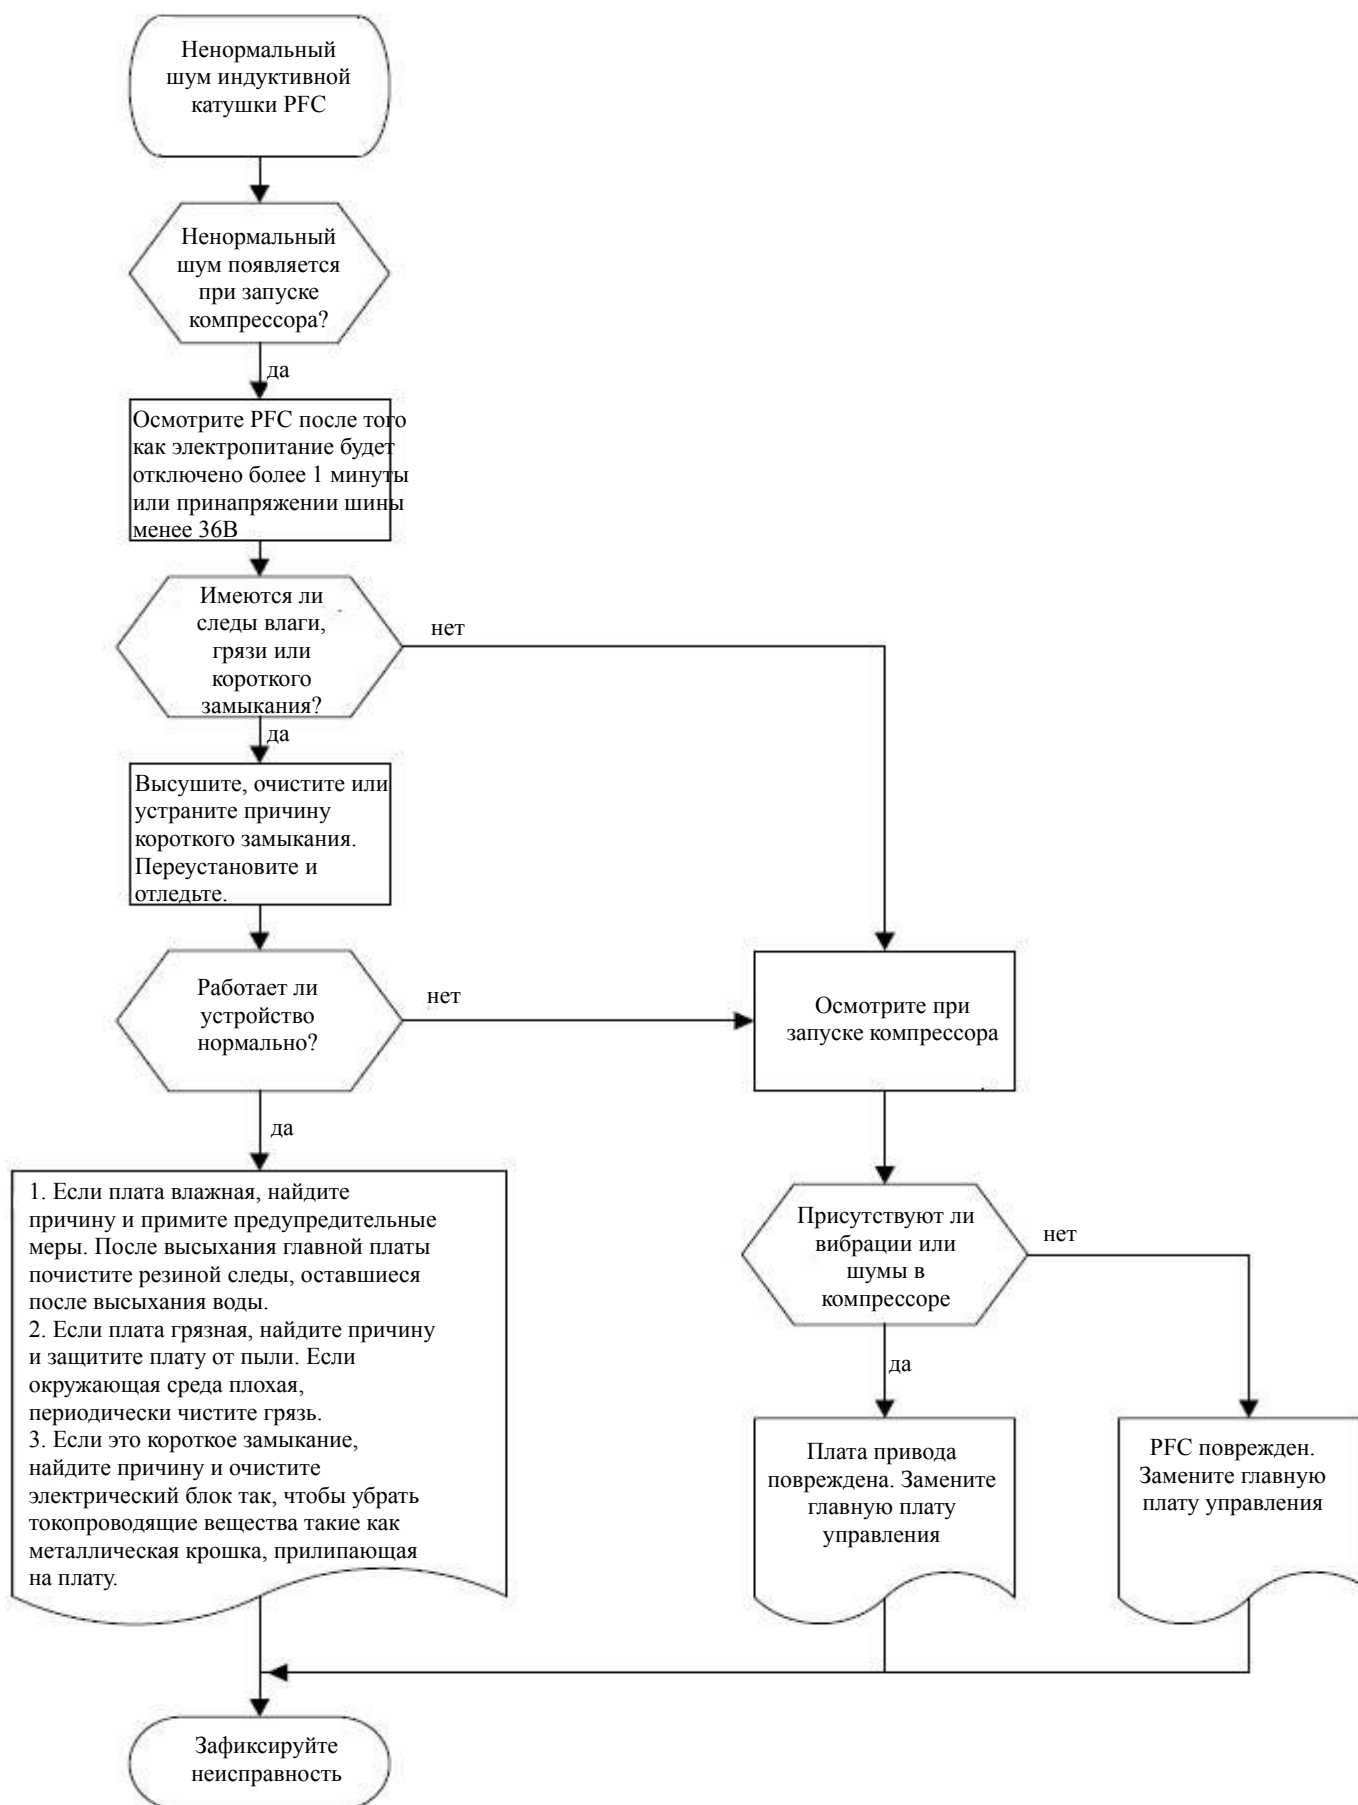 Ненормальный
шум индуктивной
катушки PFC
Ненормальный
шум появляется
при запуске
компрессора?
да
Осмотрите PFC после того
как электропитание будет
отключено более 1 минуты
или принапряжении шины
менее 36В
Имеются ли
следы влаги,
грязи или
короткого
замыкания?
нет
да
Высушите, очистите или
устраните причину
короткого замыкания.
Переустановите и
отледьте.
Работает ли
устройство
нормально?
нет
Осмотрите при
запуске компрессора
да
1. Если плата влажная, найдите
причину и примите предупредительные
меры. После высыхания главной платы
почистите резиной следы, оставшиеся
после высыхания воды.
2. Если плата грязная, найдите причину
и защитите плату от пыли. Если
окружающая среда плохая,
периодически чистите грязь.
3. Если это короткое замыкание,
найдите причину и очистите
электрический блок так, чтобы убрать
токопроводящие вещества такие как
металлическая крошка, прилипающая
на плату.
Присутствуют ли
вибрации или
шумы в
компрессоре
нет
да
Плата привода
повреждена. Замените
главную плату
управления
PFC поврежден.
Замените главную
плату управления
Зафиксируйте
неисправность